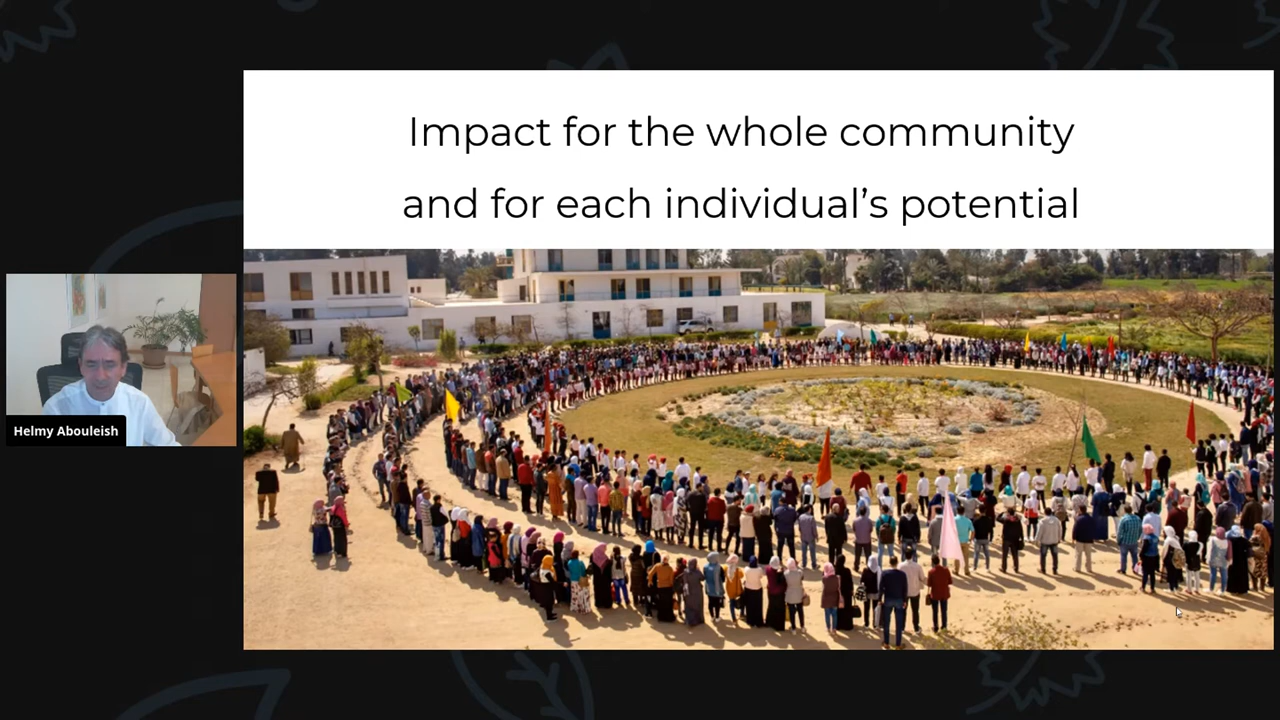 Impact for the whole community
and for each individual’s potential
Helmy Abouleish